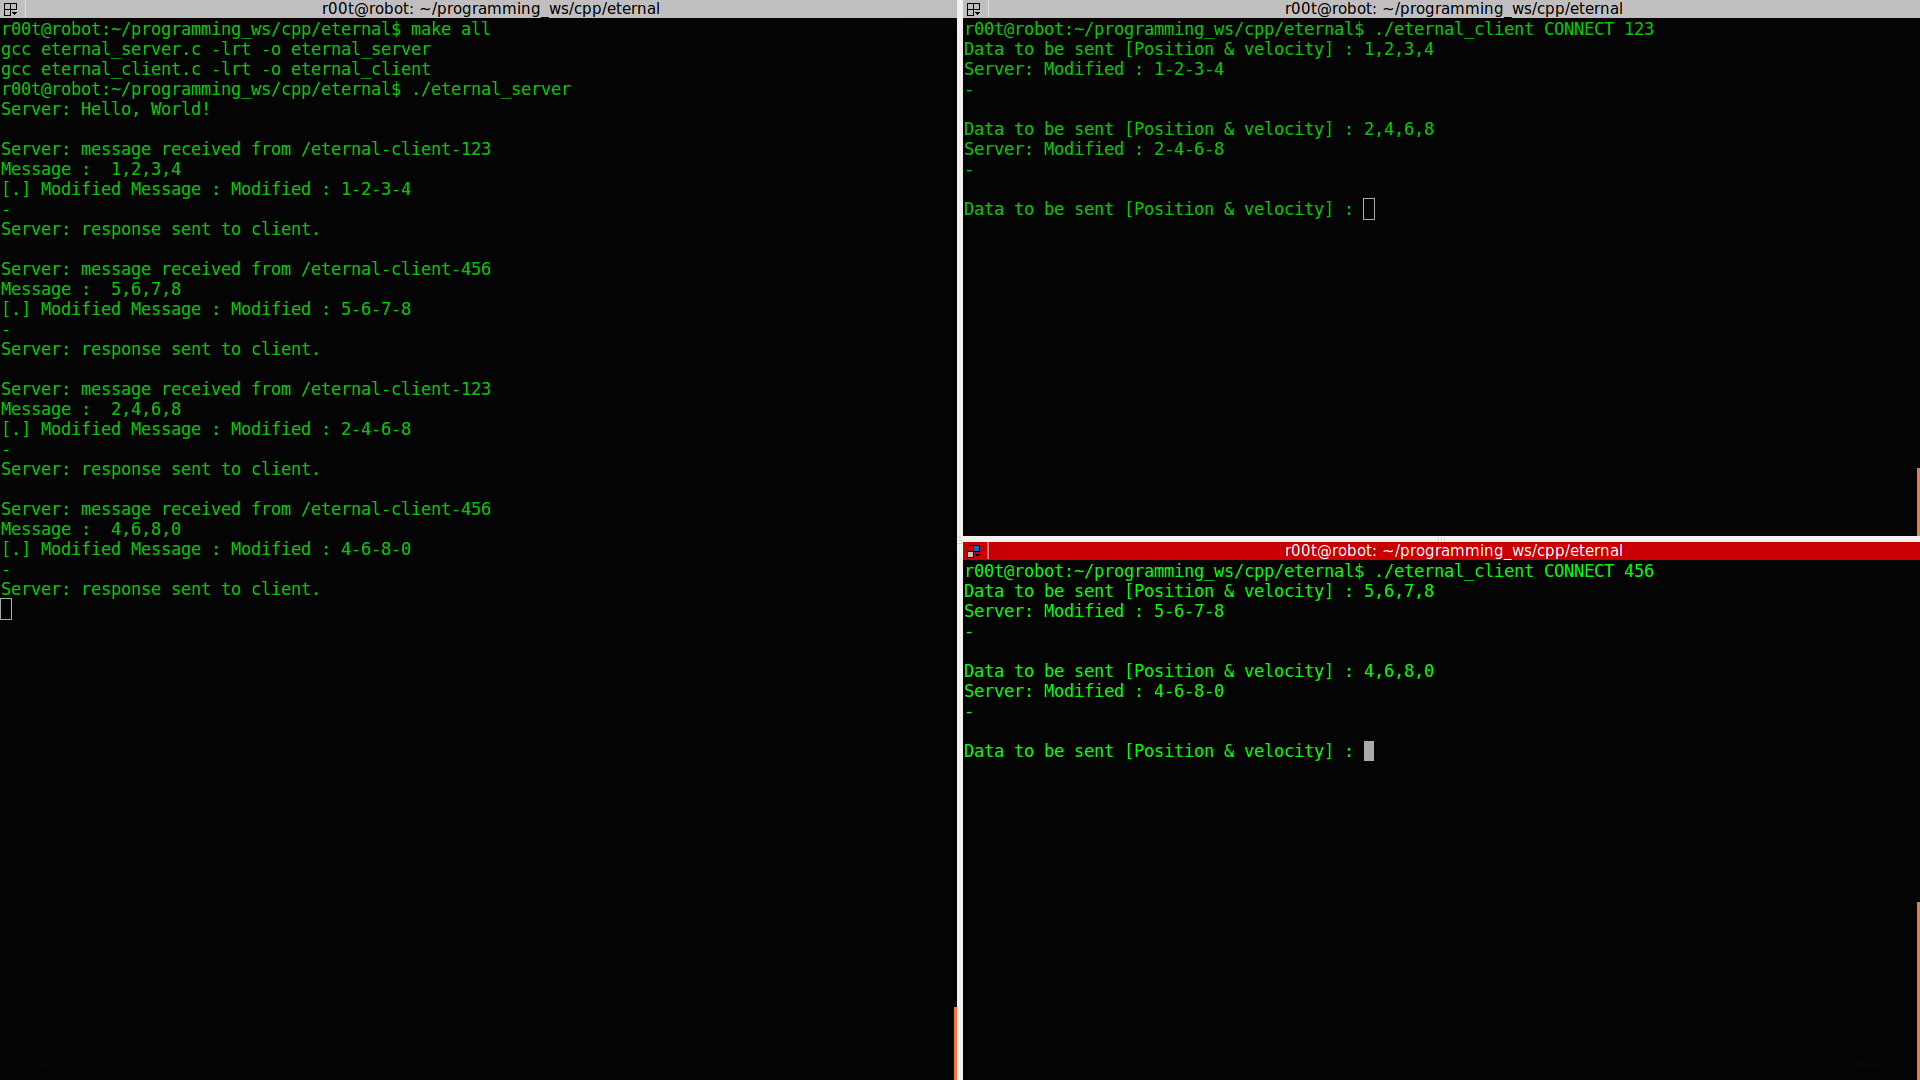 r00t@robot: ~/programming_ws/cpp/eternal
r00t@robot:~/programming_ws/cpp/eternal$ make all
gcc eternal_server.c -lrt -o eternal_server
gcc eternal_client.c -lrt -o eternal_client
r00t@robot:~/programming_ws/cpp/eternal$ ./eternal_server
Server: Hello, World!
Server: message received from /eternal-client-123
Message :  1,2,3,4
[.] Modified Message : Modified : 1-2-3-4
-
Server: response sent to client.
Server: message received from /eternal-client-456
Message :  5,6,7,8
[.] Modified Message : Modified : 5-6-7-8
-
Server: response sent to client.
Server: message received from /eternal-client-123
Message :  2,4,6,8
[.] Modified Message : Modified : 2-4-6-8
-
Server: response sent to client.
Server: message received from /eternal-client-456
Message :  4,6,8,0
[.] Modified Message : Modified : 4-6-8-0
-
Server: response sent to client.
r00t@robot: ~/programming_ws/cpp/eternal
r00t@robot:~/programming_ws/cpp/eternal$ ./eternal_client CONNECT 123
Data to be sent [Position & velocity] : 1,2,3,4
Server: Modified : 1-2-3-4
-
Data to be sent [Position & velocity] : 2,4,6,8
Server: Modified : 2-4-6-8
-
Data to be sent [Position & velocity] :
r00t@robot: ~/programming_ws/cpp/eternal
r00t@robot:~/programming_ws/cpp/eternal$ ./eternal_client CONNECT 456
Data to be sent [Position & velocity] : 5,6,7,8
Server: Modified : 5-6-7-8
-
Data to be sent [Position & velocity] : 4,6,8,0
Server: Modified : 4-6-8-0
-
Data to be sent [Position & velocity] :